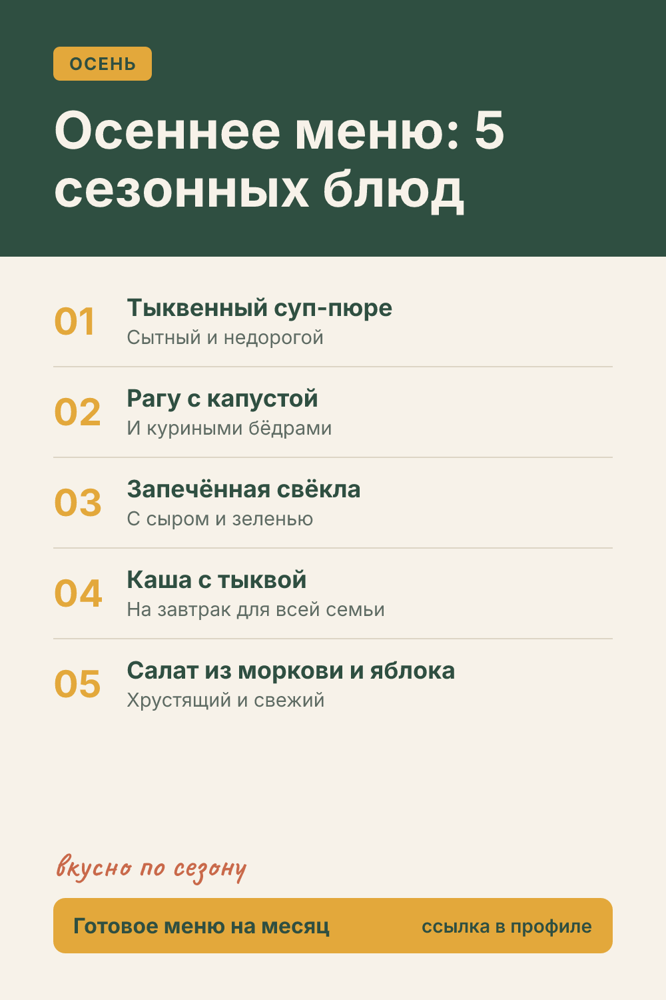 ОСЕНЬ
Осеннее меню: 5
сезонных блюд
01
Тыквенный суп-пюре
Сытный и недорогой
02
Рагу с капустой
И куриными бёдрами
03
Запечённая свёкла
С сыром и зеленью
04
Каша с тыквой
На завтрак для всей семьи
05
Салат из моркови и яблока
Хрустящий и свежий
вкусно по сезону
Готовое меню на месяц
ссылка в профиле